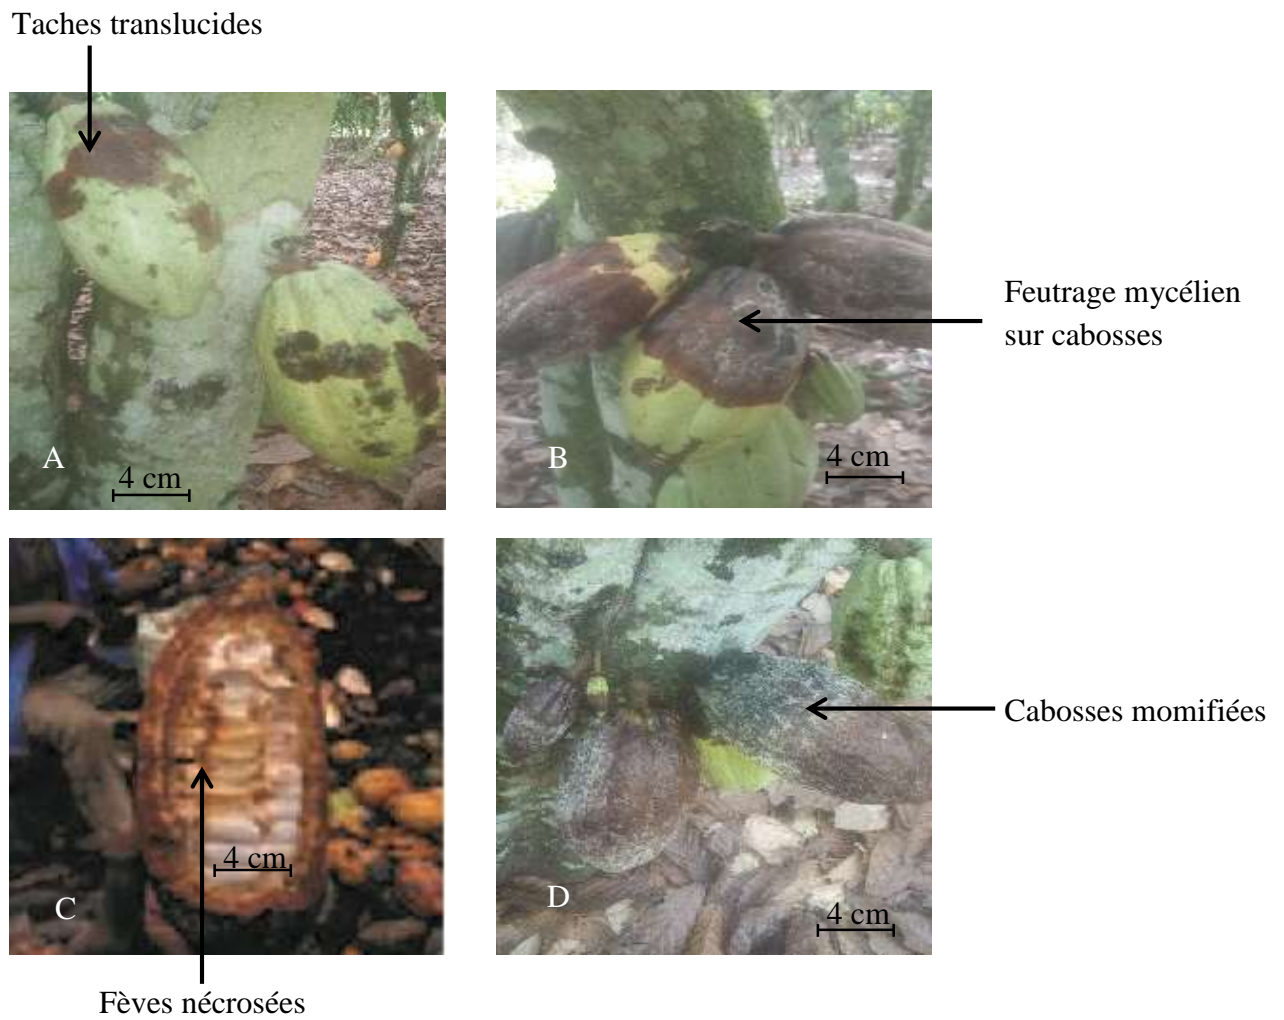 Taches translucides
A
4 cm
B
4 cm
Feutrage mycélien
sur cabosses
C
4 cm
D
4 cm
Cabosses momifiées
Fèves nécrosées